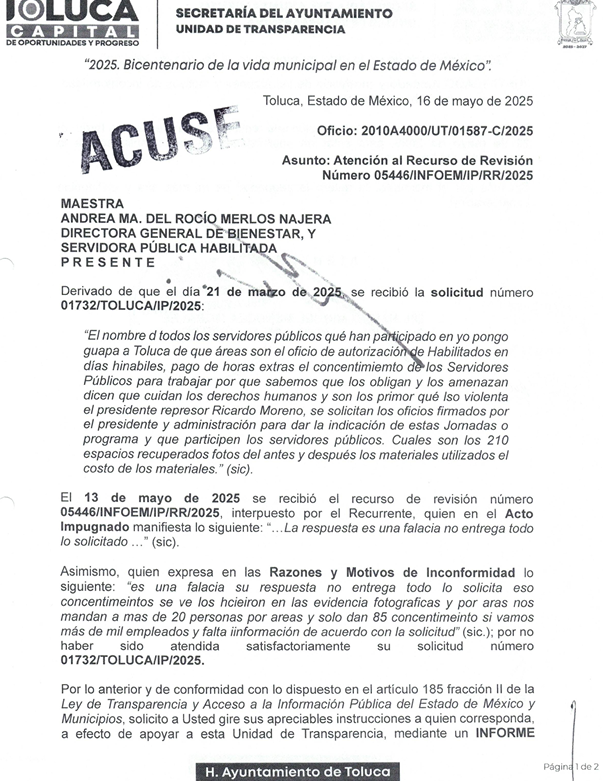 TOLUCA
CAPITAL
DE OPORTUNIDADES Y PROGRESO
SECRETARÍA DEL AYUNTAMIENTO
UNIDAD DE TRANSPARENCIA
"2025. Bicentenario de la vida municipal en el Estado de México".
Toluca, Estado de México, 16 de mayo de 2025
Oficio: 2010A4000/UT/01587-C/2025
ACUSE
Asunto: Atención al Recurso de Revisión
Número 05446/INFOEM/IP/RR/2025
MAESTRA
ANDREA MA. DEL ROCÍO MERLOS NAJERA
DIRECTORA GENERAL DE BIENESTAR, Y
SERVIDORA PÚBLICA HABILITADA
P R E S E N T E
Derivado de que el día 21 de marzo de 2025, se recibió la solicitud número
01732/TOLUCA/IP/2025:
"El nombre d todos los servidores públicos qué han participado en yo pongo
guapa a Toluca de que áreas son el oficio de autorización de Habilitados en
días hinabiles, pago de horas extras el concentimiemto de los Servidores
Públicos para trabajar por que sabemos que los obligan y los amenazan
dicen que cuidan los derechos humanos y son los primor qué lso violenta
el presidente represor Ricardo Moreno, se solicitan los oficios firmados por
el presidente y administración para dar la indicación de estas Jornadas o
programa y que participen los servidores públicos. Cuales son los 210
espacios recuperados fotos del antes y después los materiales utilizados el
costo de los materiales." (sic).
El 13 de mayo de 2025 se recibió el recurso de revisión número
05446/INFOEM/IP/RR/2025, interpuesto por el Recurrente, quien en el Acto
Impugnado manifiesta lo siguiente: "…La respuesta es una falacia no entrega todo
lo solicitado …" (sic).
Asimismo, quien expresa en las Razones y Motivos de Inconformidad lo
siguiente: "es una falacia su respuesta no entrega todo lo solicita eso
concentimeintos se ve los hcieiron en las evidencia fotograficas y por aras nos
mandan a mas de 20 personas por areas y solo dan 85 concentimeinto si vamos
más de mil empleados y falta iinformación de acuerdo con la solicitud" (sic.); por no
haber sido atendida satisfactoriamente su solicitud número
01732/TOLUCA/IP/2025.
Por lo anterior y de conformidad con lo dispuesto en el artículo 185 fracción II de la
Ley de Transparencia y Acceso a la Información Pública del Estado de México y
Municipios, solicito a Usted gire sus apreciables instrucciones a quien corresponda,
a efecto de apoyar a esta Unidad de Transparencia, mediante un INFORME
Página 1 de 2
H. Ayuntamiento de Toluca